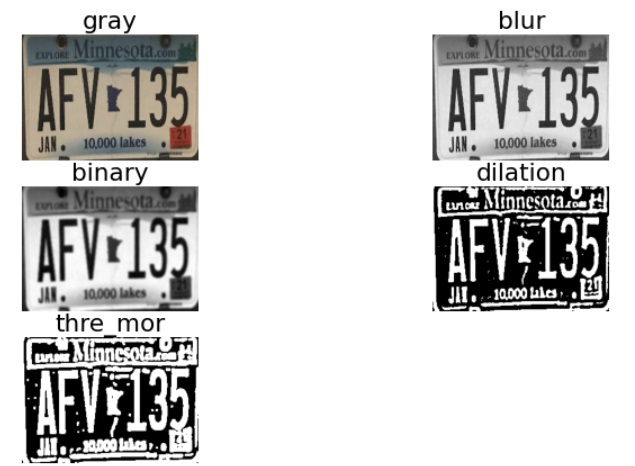 gray
EXPLORE Minnesota.com
AFV 135
JAN. 10,000 lakes 21
blur
EXPLORE Minnesota.com
AFV 135
JAN. 10,000 lakes 21
binary
EXPLORE Minnesota.com
AFV 135
JAN. 10,000 lakes 21
dilation
EXPLORE Minnesota.com
AFV 135
JAN. 10,000 lakes 21
thre_mor
Minnesota.com
AFV 135
JAN. 10,000 lakes